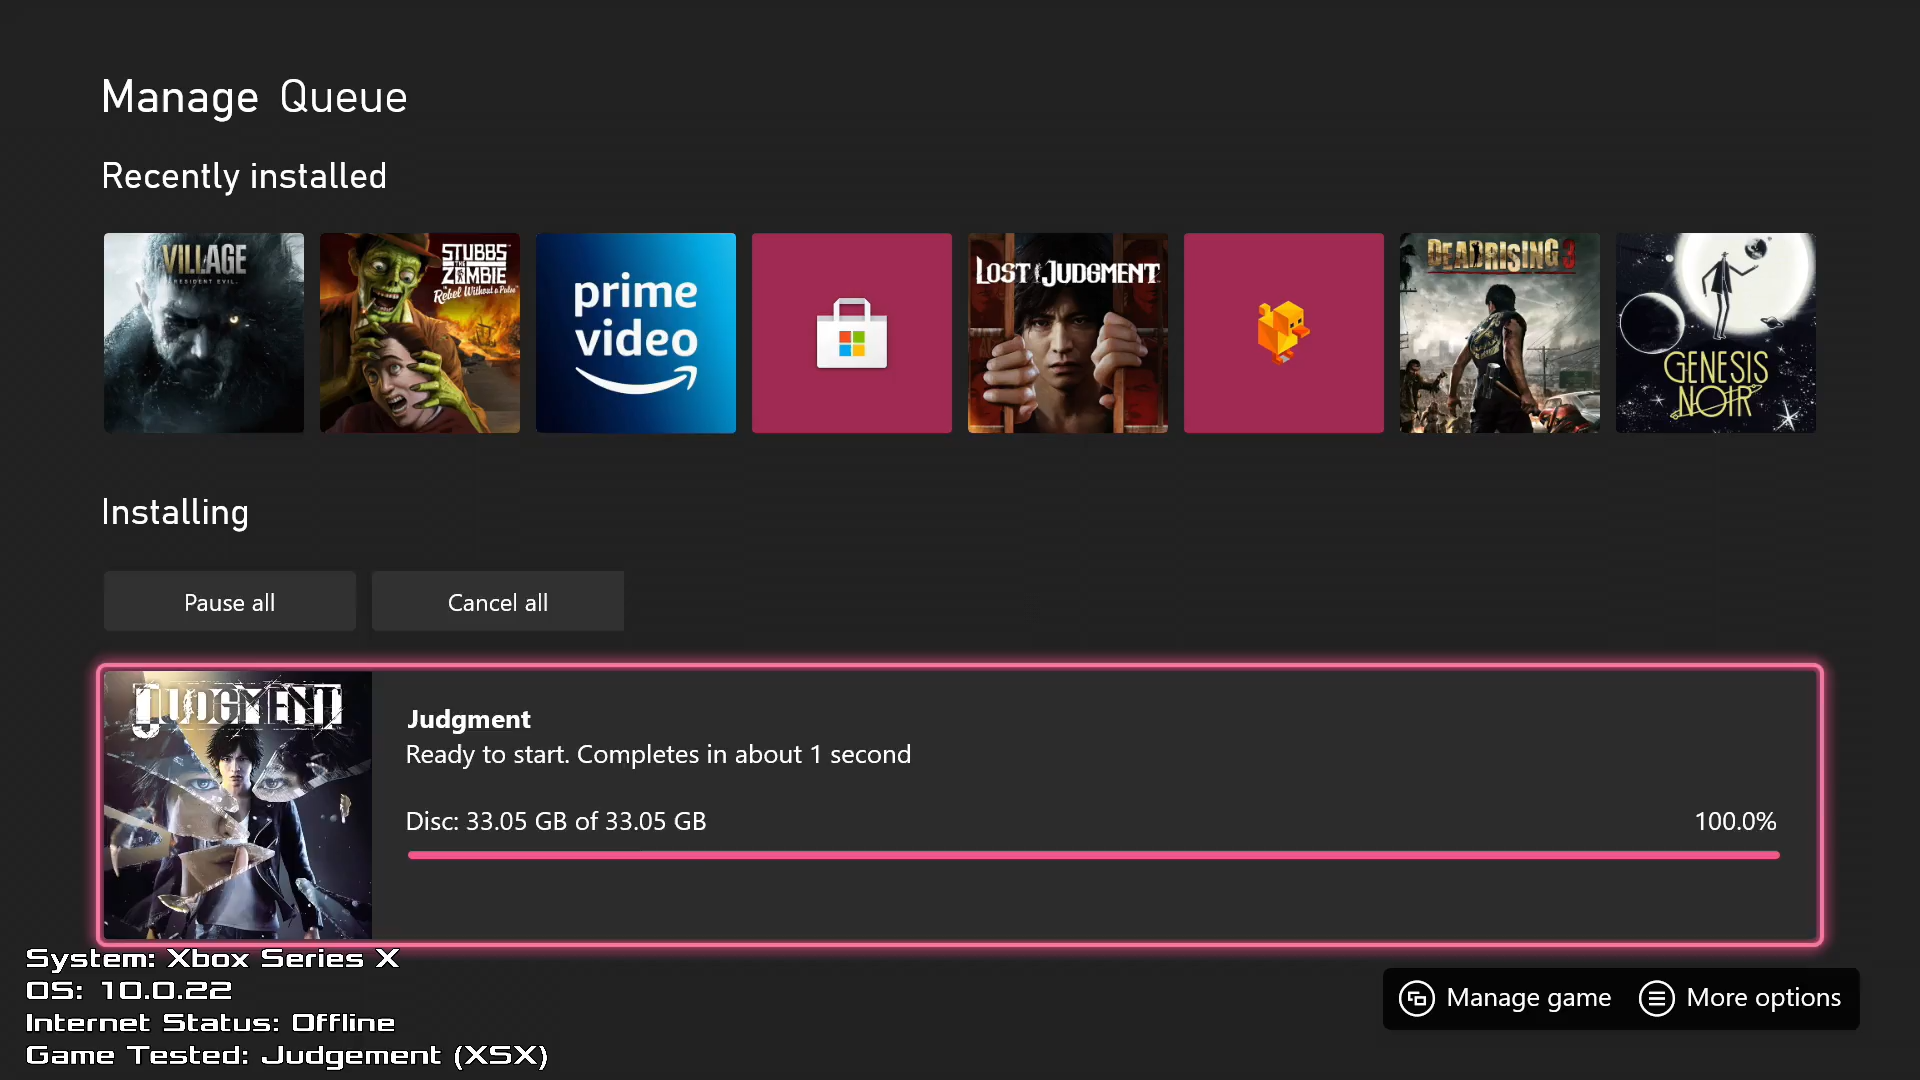 Manage Queue
Recently installed
VILLAGE
RESIDENT EVIL
STUBBS
THE
ZOMBIE
"Rebel Without a Pulse"
prime
video
LOST JUDGMENT
DEADRISING 3
GENESIS
NOIR
Installing
Pause all
Cancel all
JUDGMENT
Judgment
Ready to start. Completes in about 1 second
Disc: 33.05 GB of 33.05 GB
100.0%
System: Xbox Series X
OS: 10.0.22
Internet Status: Offline
Game Tested: Judgement (XSX)
Manage game
More options